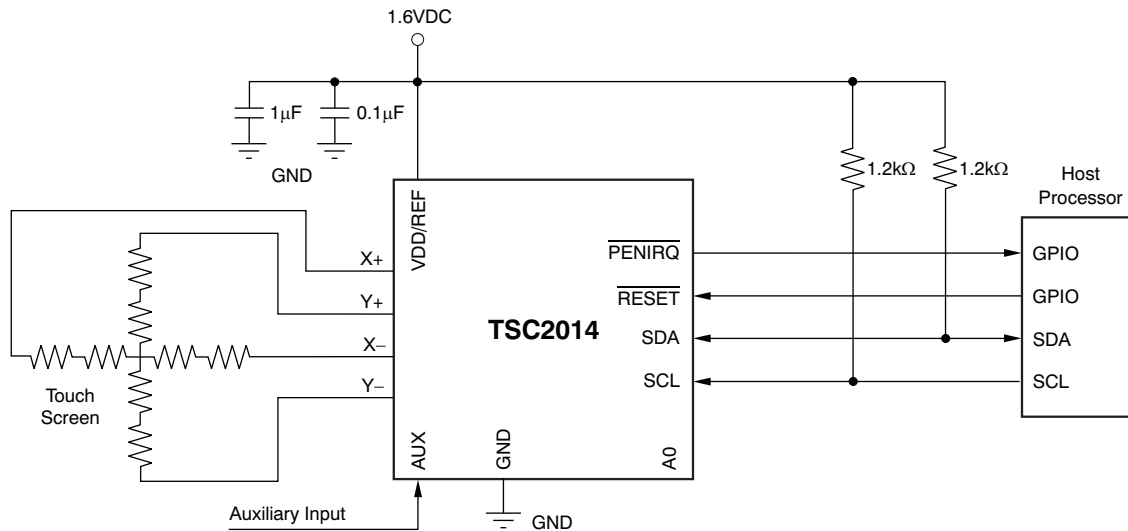 1.6VDC
1μF
0.1μF
GND
1.2kΩ
1.2kΩ
Host
Processor
VDD/REF
X+
Y+
X−
Y−
PENIRQ
RESET
SDA
SCL
TSC2014
GPIO
GPIO
SDA
SCL
Touch
Screen
AUX
GND
A0
Auxiliary Input
GND